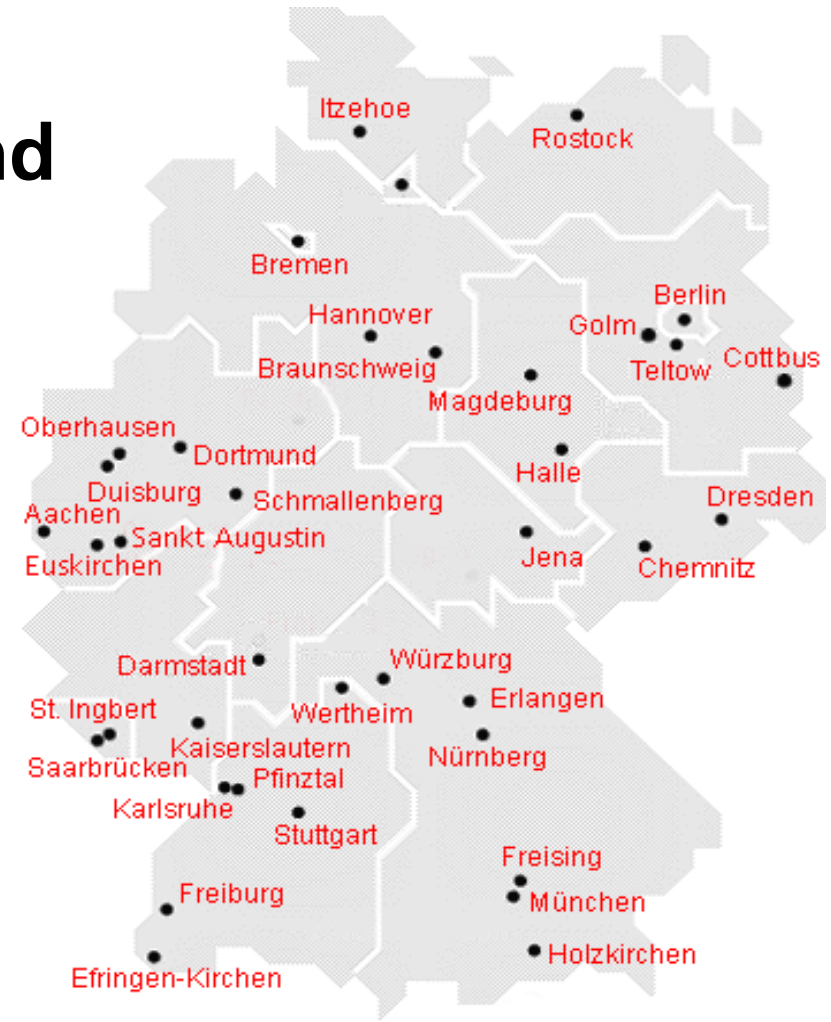 nd
Itzehoe
Rostock
Bremen
Berlin
Hannover
Golm
Cottbus
Braunschweig
Teltow
Magdeburg
Oberhausen
Dortmund
Halle
Duisburg
Schmallenberg
Dresden
Aachen
Sankt Augustin
Jena
Euskirchen
Chemnitz
Würzburg
Darmstadt
Erlangen
St. Ingbert
Wertheim
Kaiserslautern
Nürnberg
Saarbrücken
Pfinztal
Karlsruhe
Stuttgart
Freising
Freiburg
München
Holzkirchen
Efringen-Kirchen